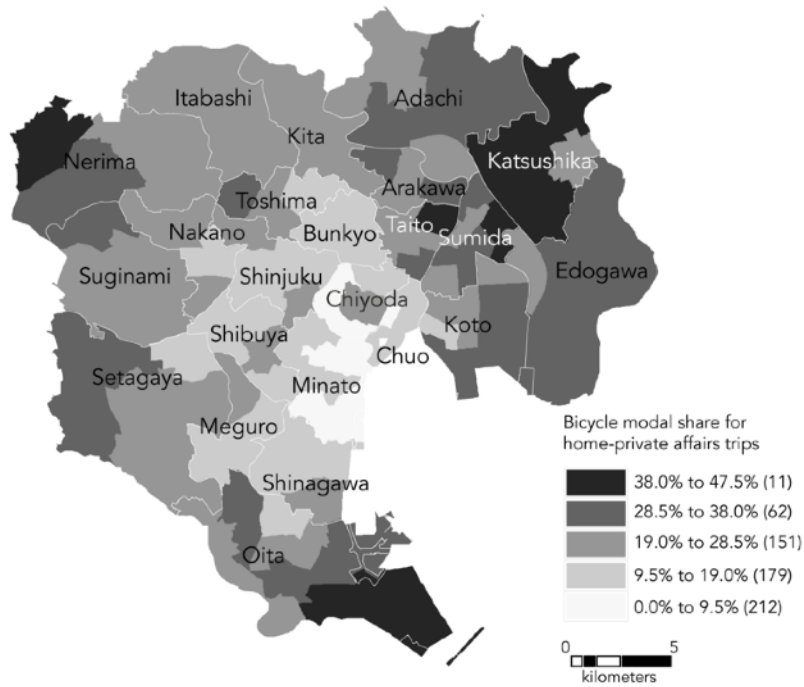 Itabashi
Adachi
Kita
Nerima
Katsushika
Arakawa
Toshima
Taito
Nakano
Bunkyo
Sumida
Suginami
Shinjuku
Edogawa
Chiyoda
Koto
Shibuya
Chuo
Setagaya
Minato
Meguro
Shinagawa
Oita
Bicycle modal share for
home-private affairs trips
38.0% to 47.5% (11)
28.5% to 38.0% (62)
19.0% to 28.5% (151)
9.5% to 19.0% (179)
0.0% to 9.5% (212)
0 5
kilometers